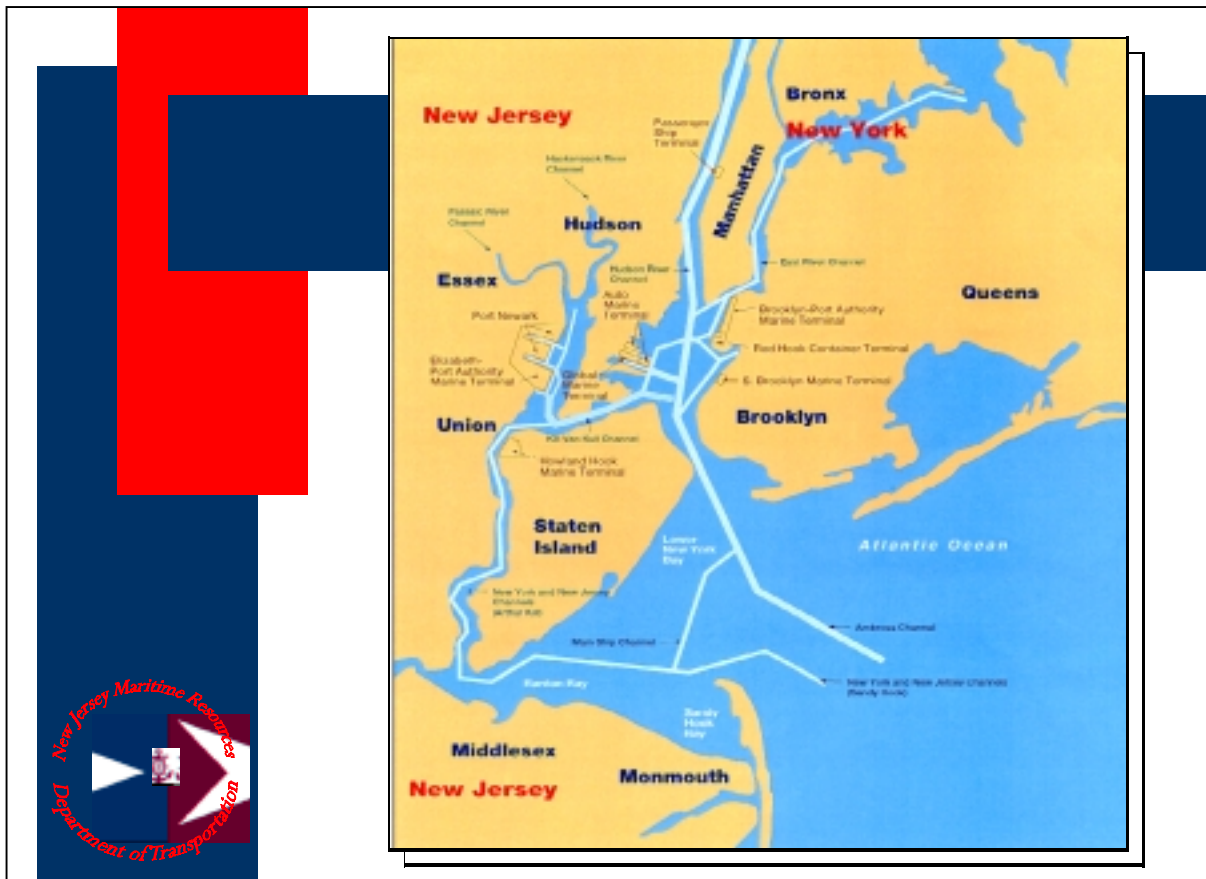 New Jersey
Bronx
New York
Passenger
Ship
Terminal
Manhattan
Hackensack River
Channel
Passaic River
Channel
Hudson
Essex
Hudson River
Channel
East River Channel
Queens
Auto
Marine
Terminal
Port Newark
Brooklyn-Port Authority
Marine Terminal
Red Hook Container Terminal
Elizabeth-
Port Authority
Marine Terminal
Global
Marine
Terminal
S. Brooklyn Marine Terminal
Union
Brooklyn
Kill Van Kull Channel
Howland Hook
Marine Terminal
Staten
Island
Lower
New York
Bay
Atlantic Ocean
New York and New Jersey
Channels
(Arthur Kill)
Main Ship Channel
Ambrose Channel
Raritan Bay
New York and New Jersey Channels
(Sandy Hook)
Sandy
Hook
Bay
Middlesex
Monmouth
New Jersey
New Jersey Maritime Resources
Department of Transportation